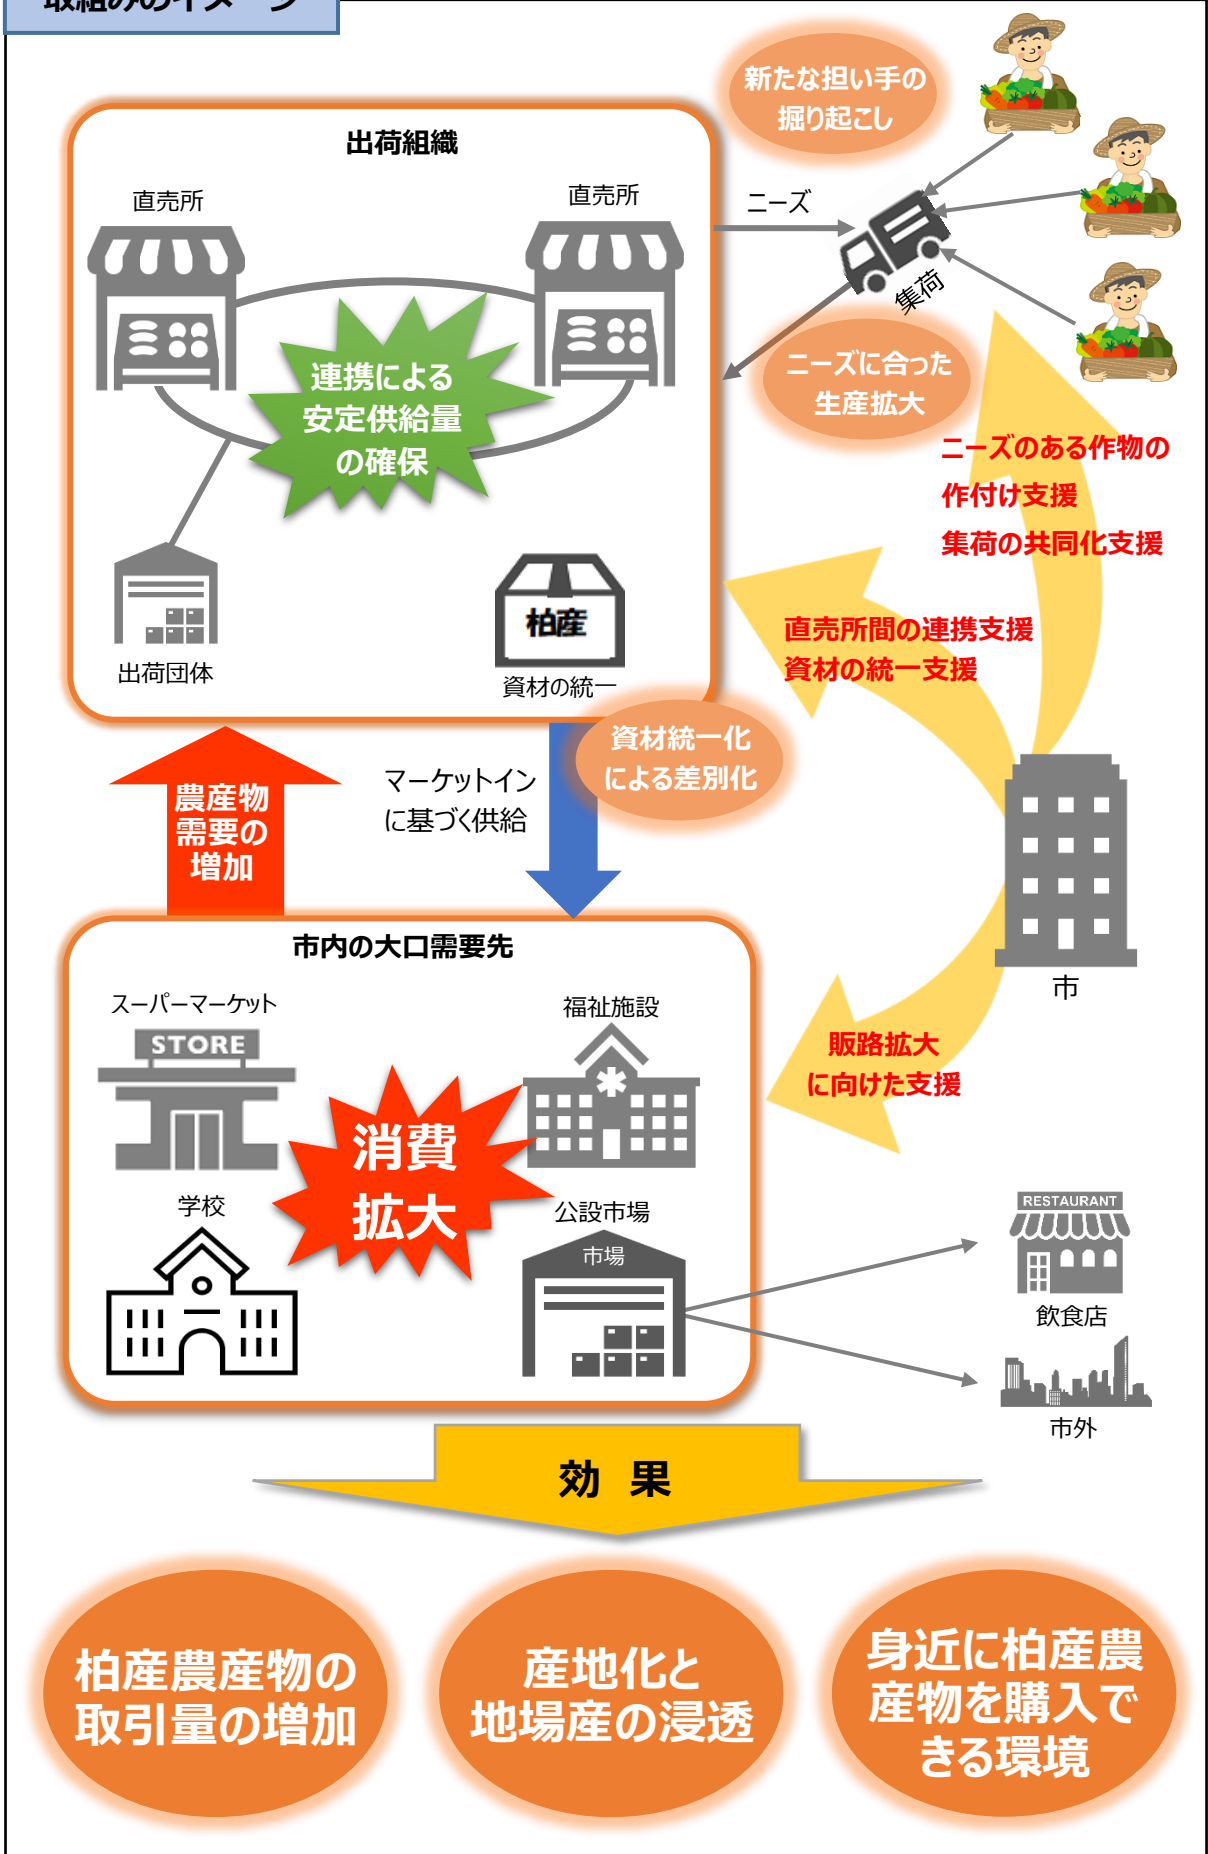 取組みのイメージ
新たな担い手の
掘り起こし
出荷組織
直売所
直売所
ニーズ
集荷
連携による
安定供給量
の確保
ニーズに合った
生産拡大
ニーズのある作物の
作付け支援
集荷の共同化支援
出荷団体
柏産
資材の統一
直売所間の連携支援
資材の統一支援
資材統一化
による差別化
農産物
需要の
増加
マーケットイン
に基づく供給
市
市内の大口需要先
スーパーマーケット
STORE
福祉施設
販路拡大
に向けた支援
消費
拡大
学校
公設市場
市場
RESTAURANT
飲食店
市外
効 果
柏産農産物の
取引量の増加
産地化と
地場産の浸透
身近に柏産農
産物を購入で
きる環境